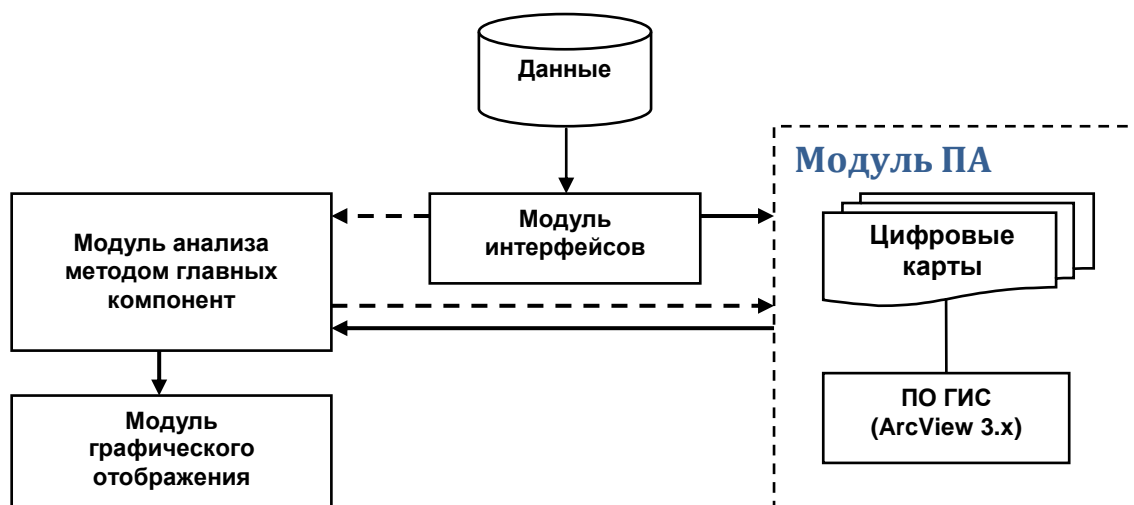 Данные
Модуль ПА
Модуль
интерфейсов
Цифровые
карты
Модуль анализа
методом главных
компонент
ПО ГИС
(ArcView 3.x)
Модуль
графического
отображения